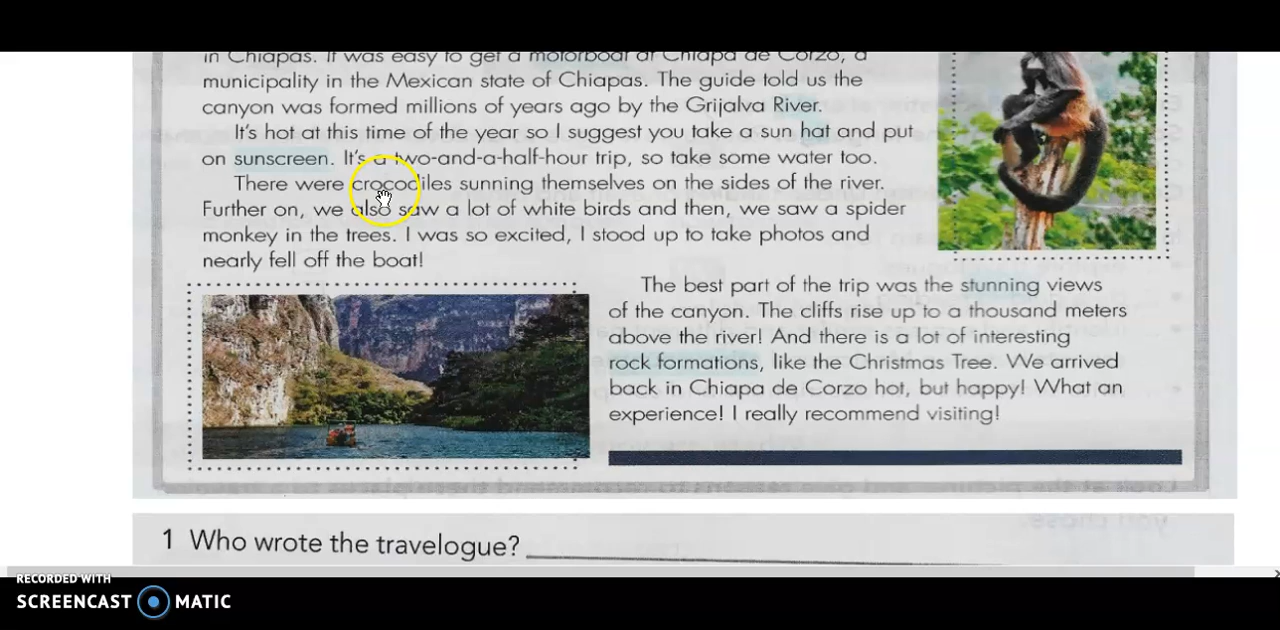 in Chiapas. It was easy to get a motorboat at Chiapa de Corzo, a
municipality in the Mexican state of Chiapas. The guide told us the
canyon was formed millions of years ago by the Grijalva River.
It's hot at this time of the year so I suggest you take a sun hat and put
on sunscreen. It's a two-and-a-half-hour trip, so take some water too.
There were crocodiles sunning themselves on the sides of the river.
Further on, we also saw a lot of white birds and then, we saw a spider
monkey in the trees. I was so excited, I stood up to take photos and
nearly fell off the boat!
The best part of the trip was the stunning views
of the canyon. The cliffs rise up to a thousand meters
above the river! And there is a lot of interesting
rock formations, like the Christmas Tree. We arrived
back in Chiapa de Corzo hot, but happy! What an
experience! I really recommend visiting!
1 Who wrote the travelogue?
RECORDED WITH
SCREENCAST MATIC